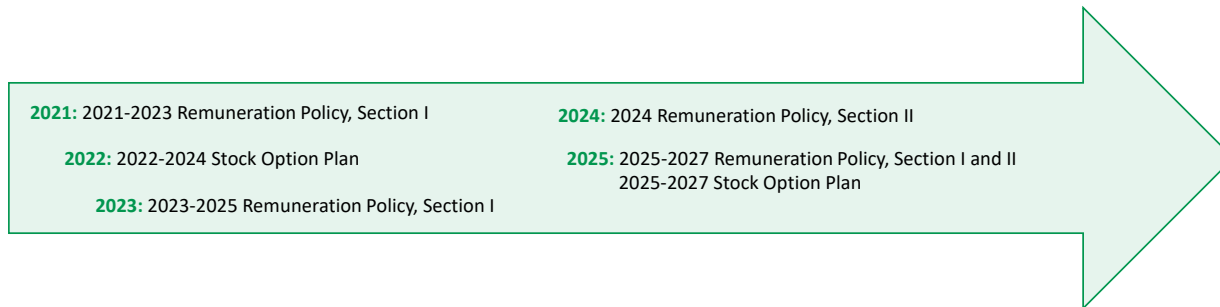 2021: 2021-2023 Remuneration Policy, Section I
2022: 2022-2024 Stock Option Plan
2023: 2023-2025 Remuneration Policy, Section I
2024: 2024 Remuneration Policy, Section II
2025: 2025-2027 Remuneration Policy, Section I and II
2025-2027 Stock Option Plan